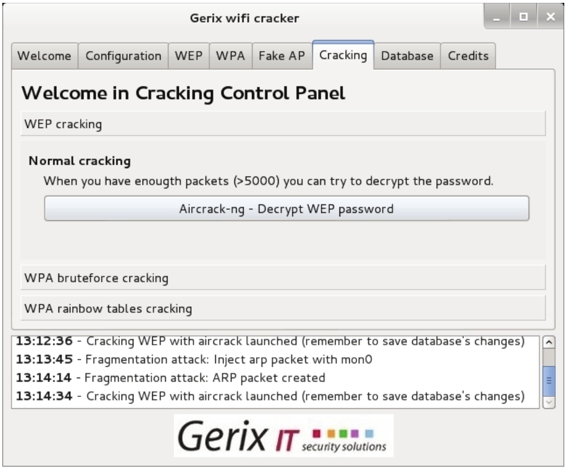 Gerix wifi cracker
Welcome Configuration WEP WPA Fake AP Cracking Database Credits
Welcome in Cracking Control Panel
WEP cracking
Normal cracking
When you have enougth packets (>5000) you can try to decrypt the password.
Aircrack-ng - Decrypt WEP password
WPA bruteforce cracking
WPA rainbow tables cracking
13:12:36 - Cracking WEP with aircrack launched (remember to save database's changes)
13:13:45 - Fragmentation attack: Inject arp packet with mon0
13:14:14 - Fragmentation attack: ARP packet created
13:14:34 - Cracking WEP with aircrack launched (remember to save database's changes)
Gerix IT security solutions